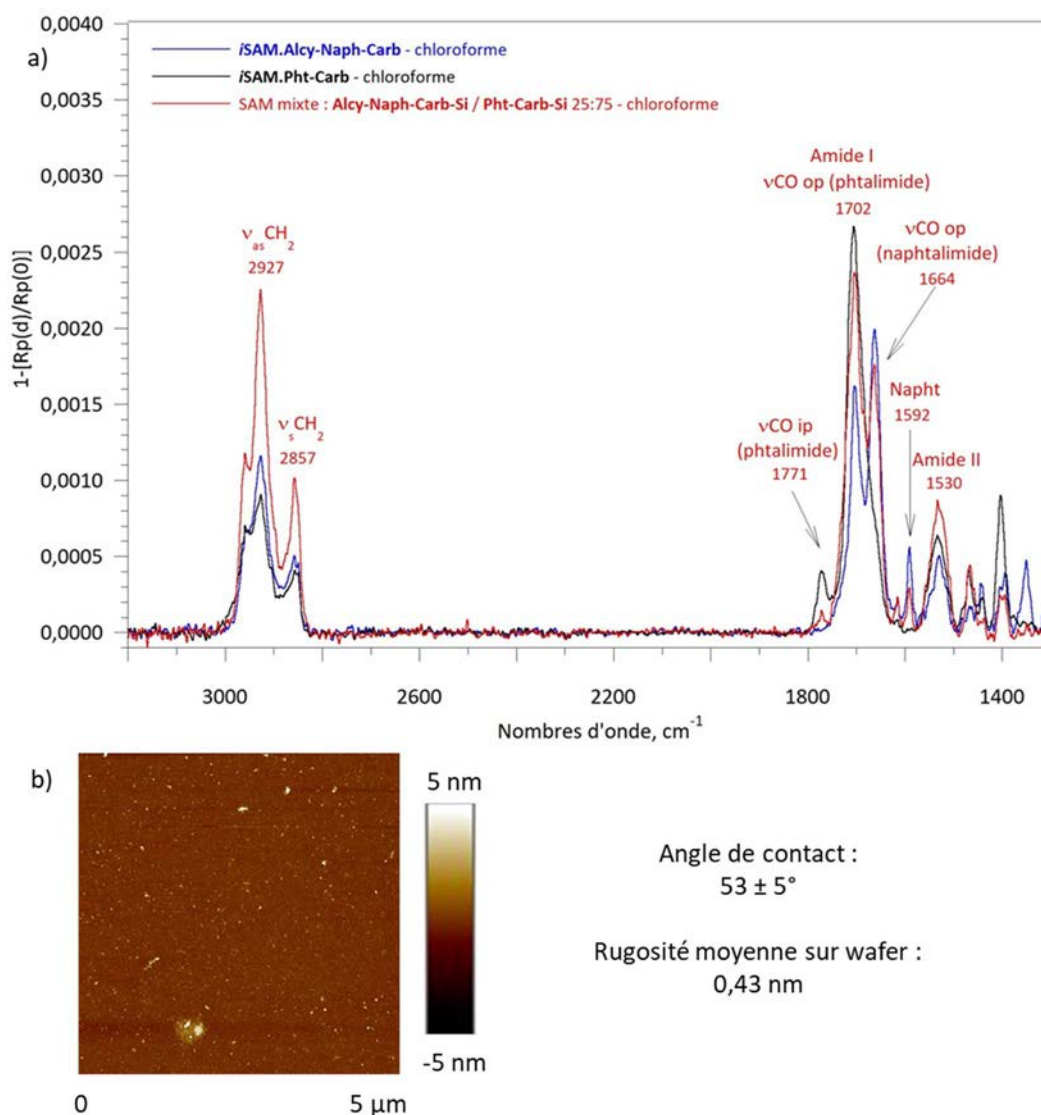 0,0040
a)
iSAM.Alcy-Naph-Carb - chloroforme
iSAM.Pht-Carb - chloroforme
SAM mixte : Alcy-Naph-Carb-Si / Pht-Carb-Si 25:75 - chloroforme
0,0035
0,0030
0,0025
0,0020
0,0015
0,0010
0,0005
0,0000
1-[Rp(d)/Rp(0)]
νasCH2
2927
νsCH2
2857
Amide I
νCO op (phtalimide)
1702
νCO op
(naphtalimide)
1664
νCO ip
(phtalimide)
1771
Napht
1592
Amide II
1530
3000 2600 2200 1800 1400
Nombres d'onde, cm-1
b)
5 nm
-5 nm
0 5 µm
Angle de contact :
53 ± 5°
Rugosité moyenne sur wafer :
0,43 nm